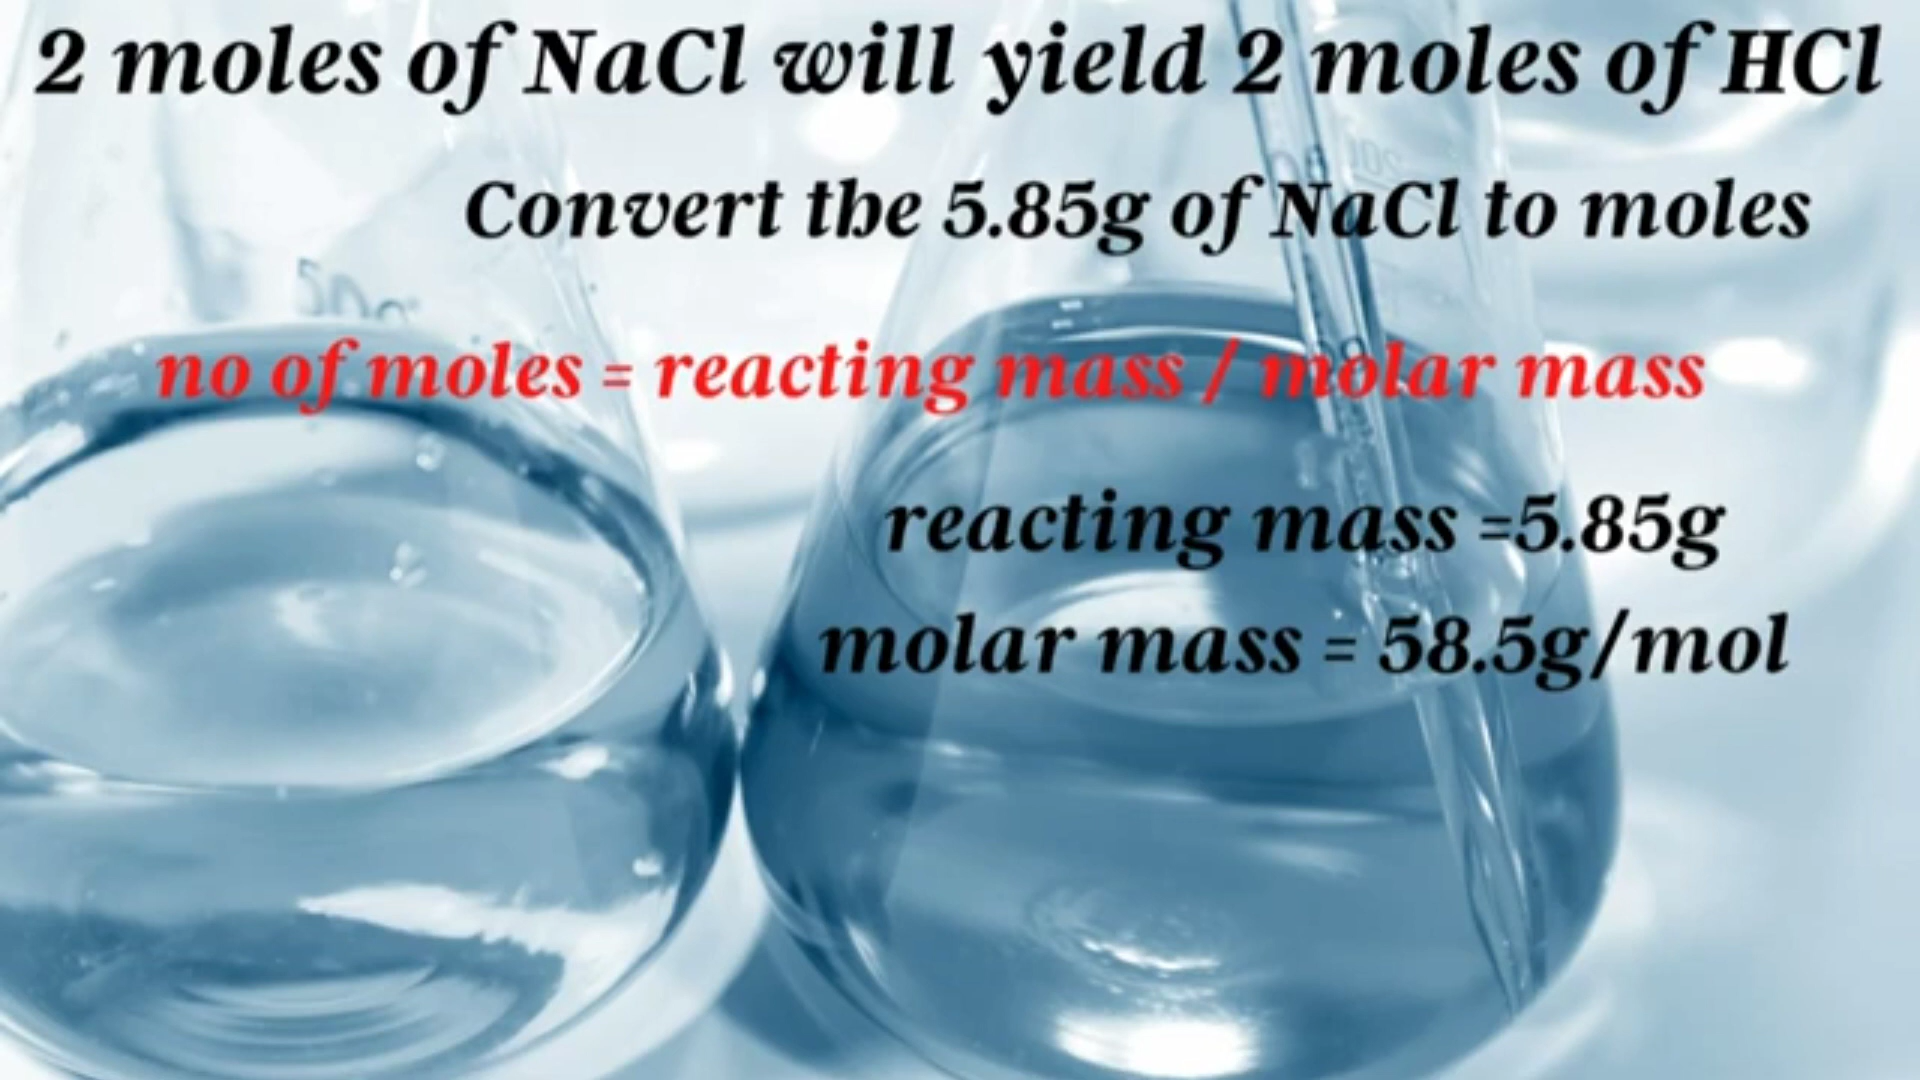 2 moles of NaCl will yield 2 moles of HCl
Convert the 5.85g of NaCl to moles
no of moles = reacting mass / molar mass
reacting mass =5.85g
molar mass = 58.5g/mol